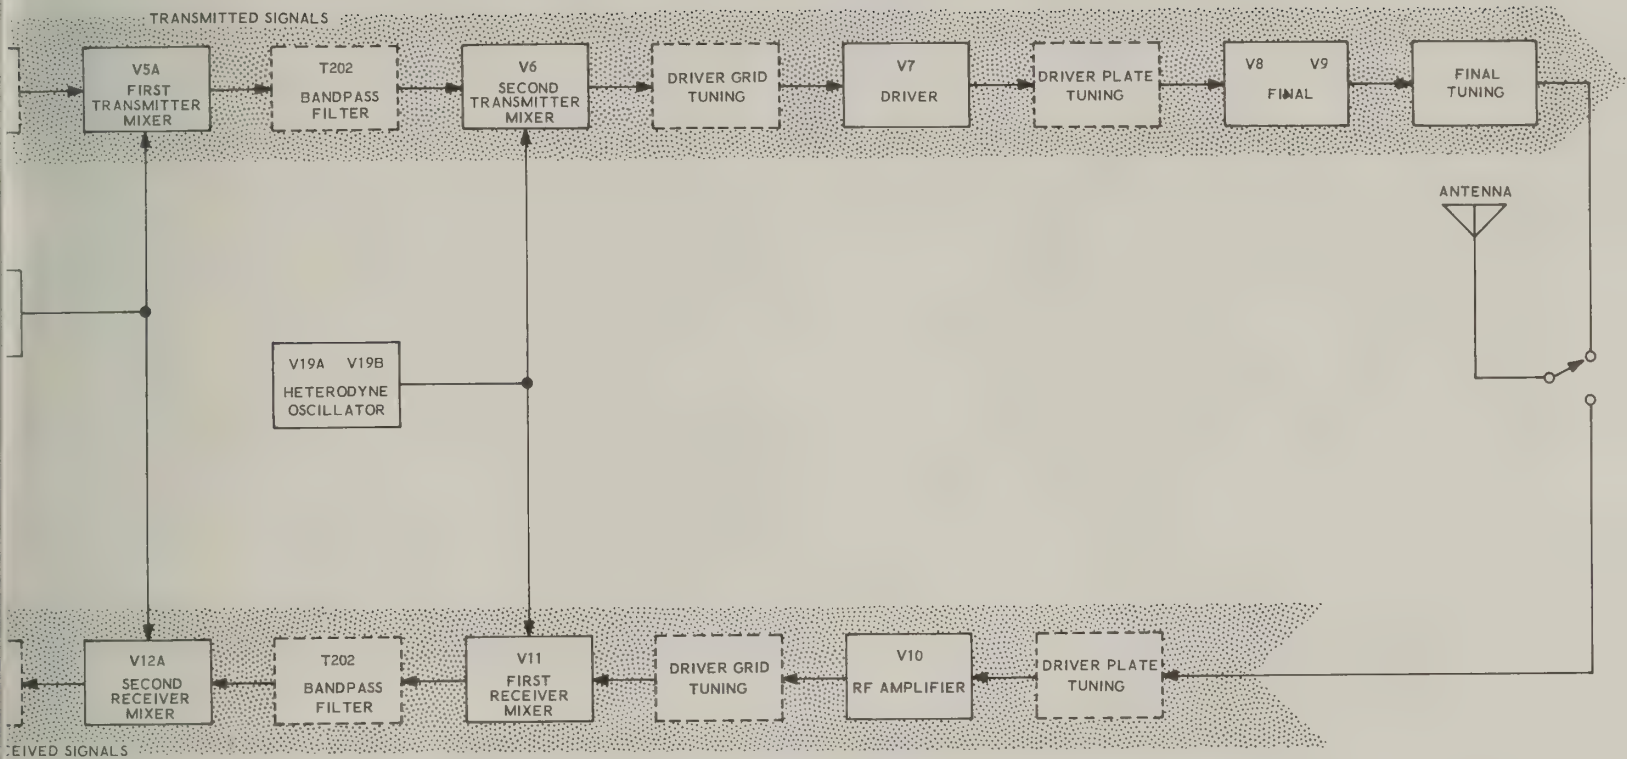 TRANSMITTED SIGNALS
V5A
FIRST
TRANSMITTER
MIXER
T202
BANDPASS
FILTER
V6
SECOND
TRANSMITTER
MIXER
DRIVER GRID
TUNING
V7
DRIVER
DRIVER PLATE
TUNING
V8 V9
FINAL
FINAL
TUNING
ANTENNA
V19A V19B
HETERODYNE
OSCILLATOR
V12A
SECOND
RECEIVER
MIXER
T202
BANDPASS
FILTER
V11
FIRST
RECEIVER
MIXER
DRIVER GRID
TUNING
V10
RF AMPLIFIER
DRIVER PLATE
TUNING
CEIVED SIGNALS